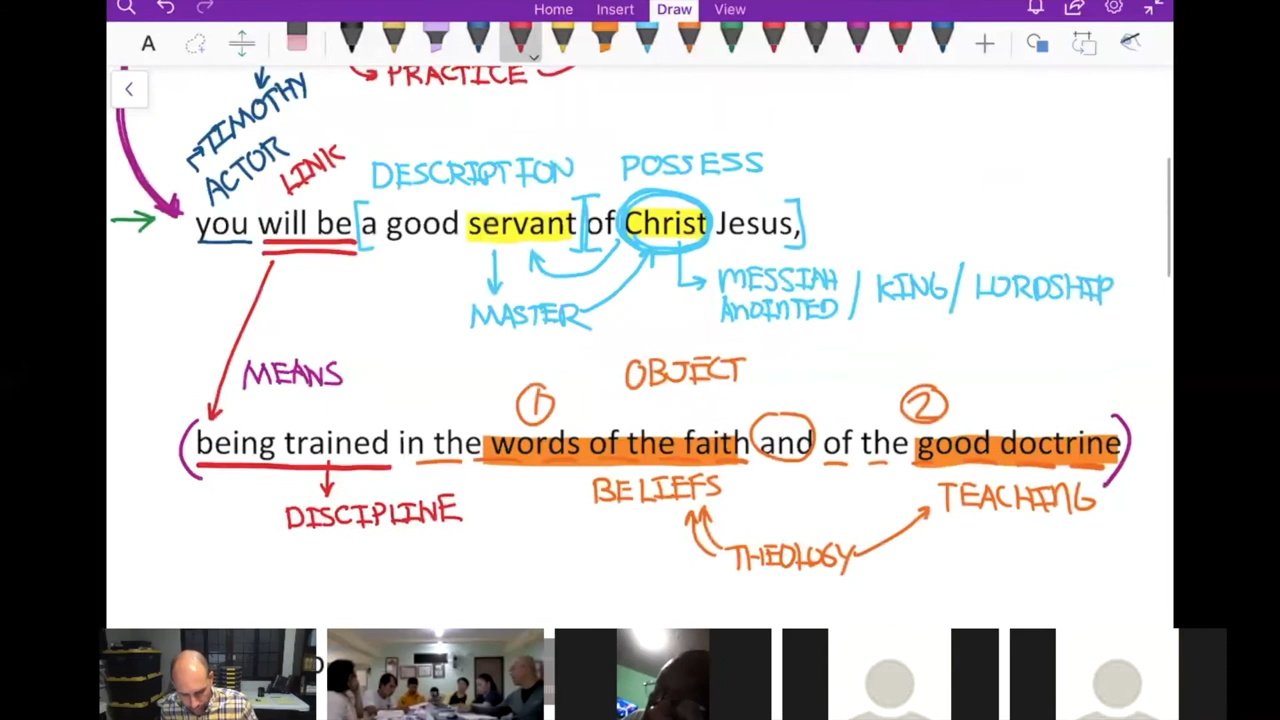 Home Insert Draw View
A
PRACTICE
TIMOTHY
ACTOR
LINK
DESCRIPTION POSSESS
you will be [a good servant] [of Christ Jesus,]
MASTER
MESSIAH
ANOINTED / KING / LORDSHIP
MEANS
OBJECT
1 2
(being trained in the words of the faith and of the good doctrine)
DISCIPLINE
BELIEFS
TEACHING
THEOLOGY